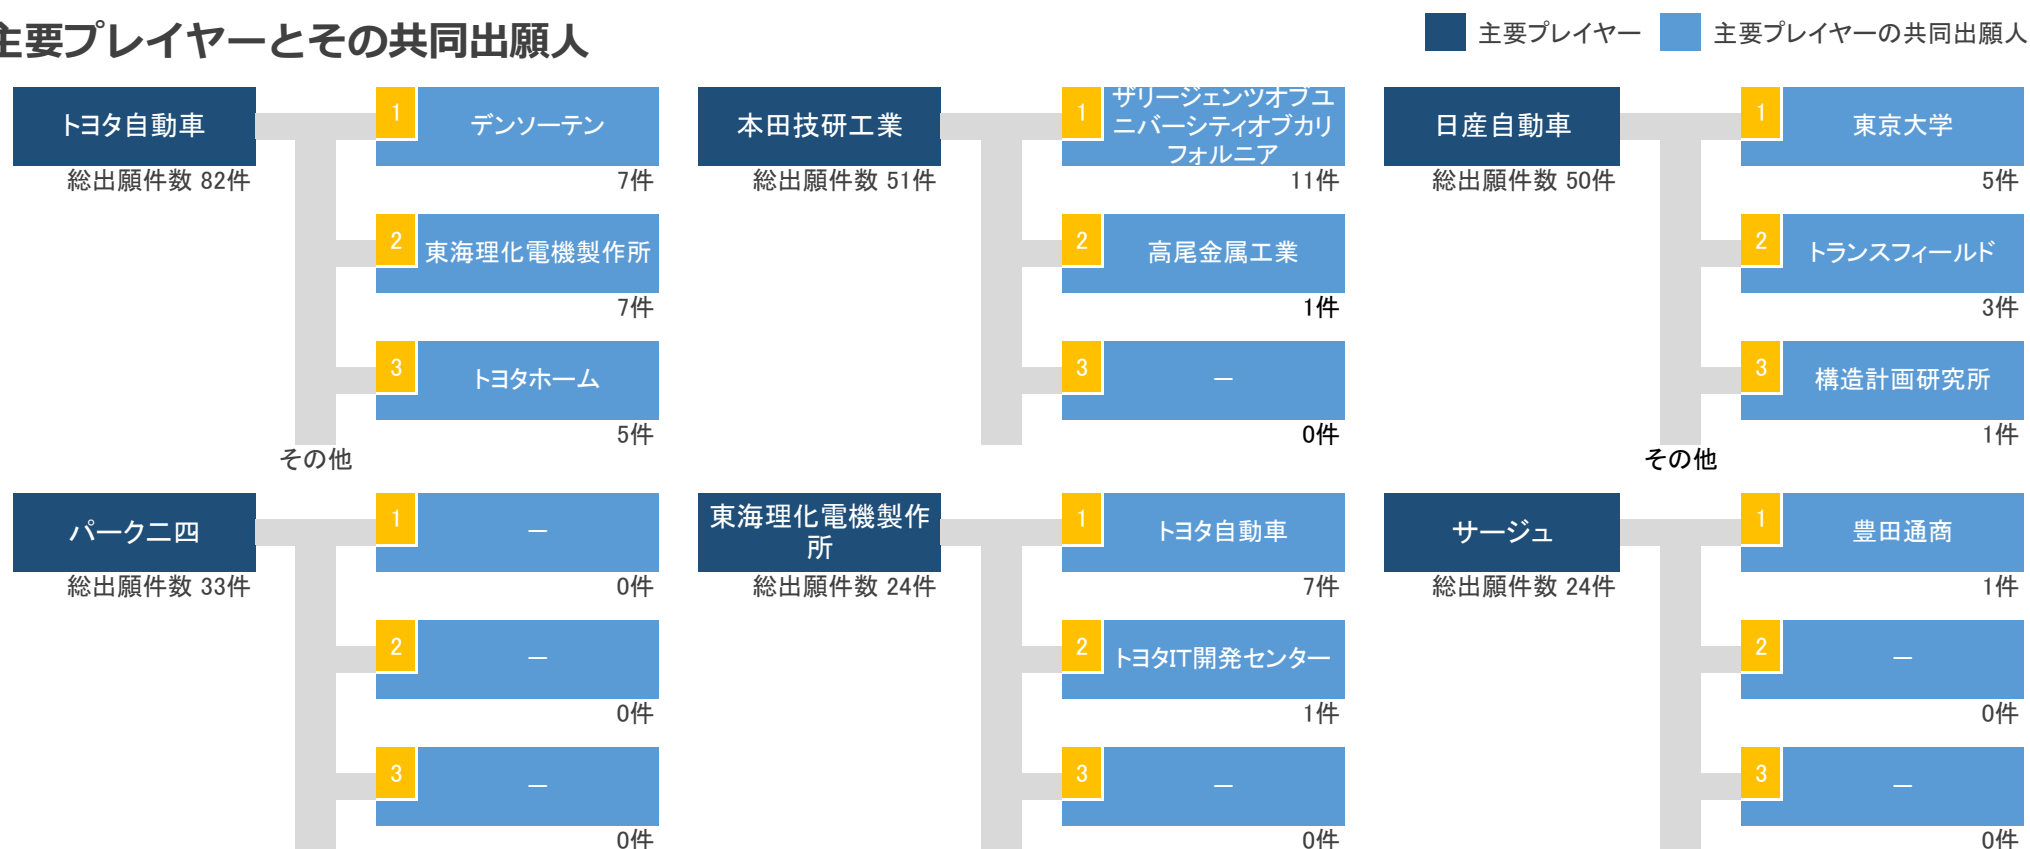 主要プレイヤーとその共同出願人
主要プレイヤー
主要プレイヤーの共同出願人
トヨタ自動車
総出願件数 82件
1
デンソーテン
7件
2
東海理化電機製作所
7件
3
トヨタホーム
5件
その他
本田技研工業
総出願件数 51件
1
ザリージェンツオブユ
ニバーシティオブカリ
フォルニア
11件
2
高尾金属工業
1件
3
－
0件
日産自動車
総出願件数 50件
1
東京大学
5件
2
トランスフィールド
3件
3
構造計画研究所
1件
その他
パーク二四
総出願件数 33件
1
－
0件
2
－
0件
3
－
0件
東海理化電機製作
所
総出願件数 24件
1
トヨタ自動車
7件
2
トヨタIT開発センター
1件
3
－
0件
サージュ
総出願件数 24件
1
豊田通商
1件
2
－
0件
3
－
0件